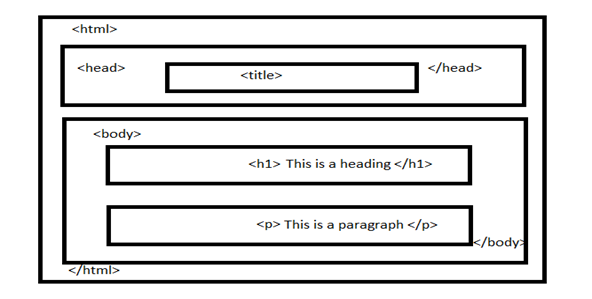 <html>
<head> <title> </head>
<body>
<h1> This is a heading </h1>
<p> This is a paragraph </p>
</body>
</html>